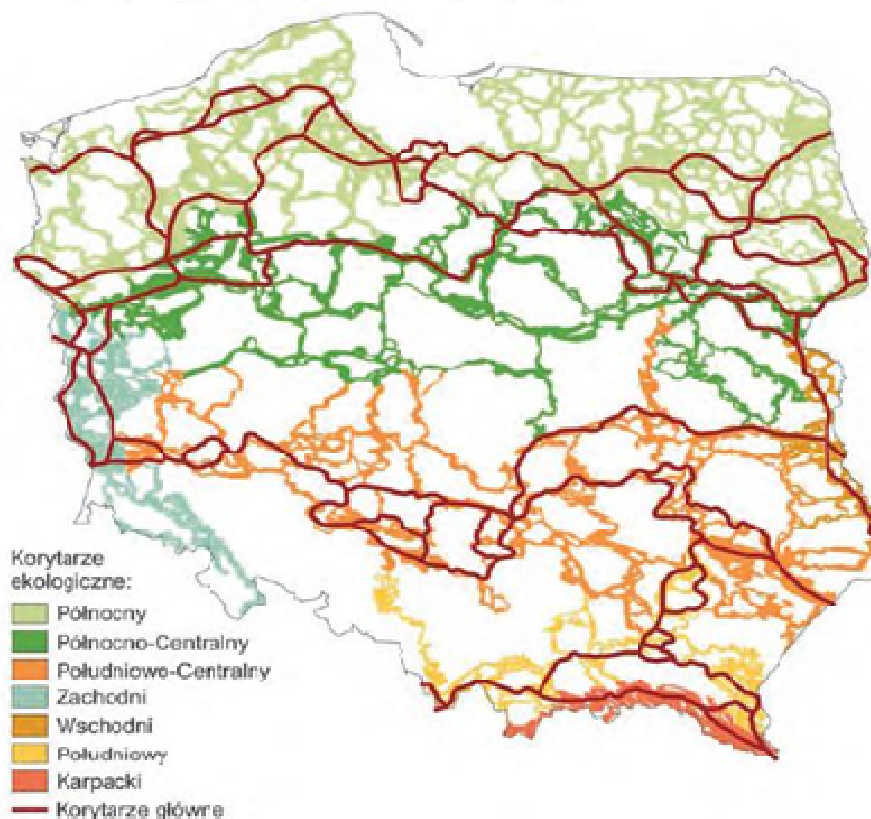 Korytarze
ekologiczne:
Północny
Północno-Centralny
Południowo-Centralny
Zachodni
Wschodni
Południowy
Karpacki
Korytarze główne